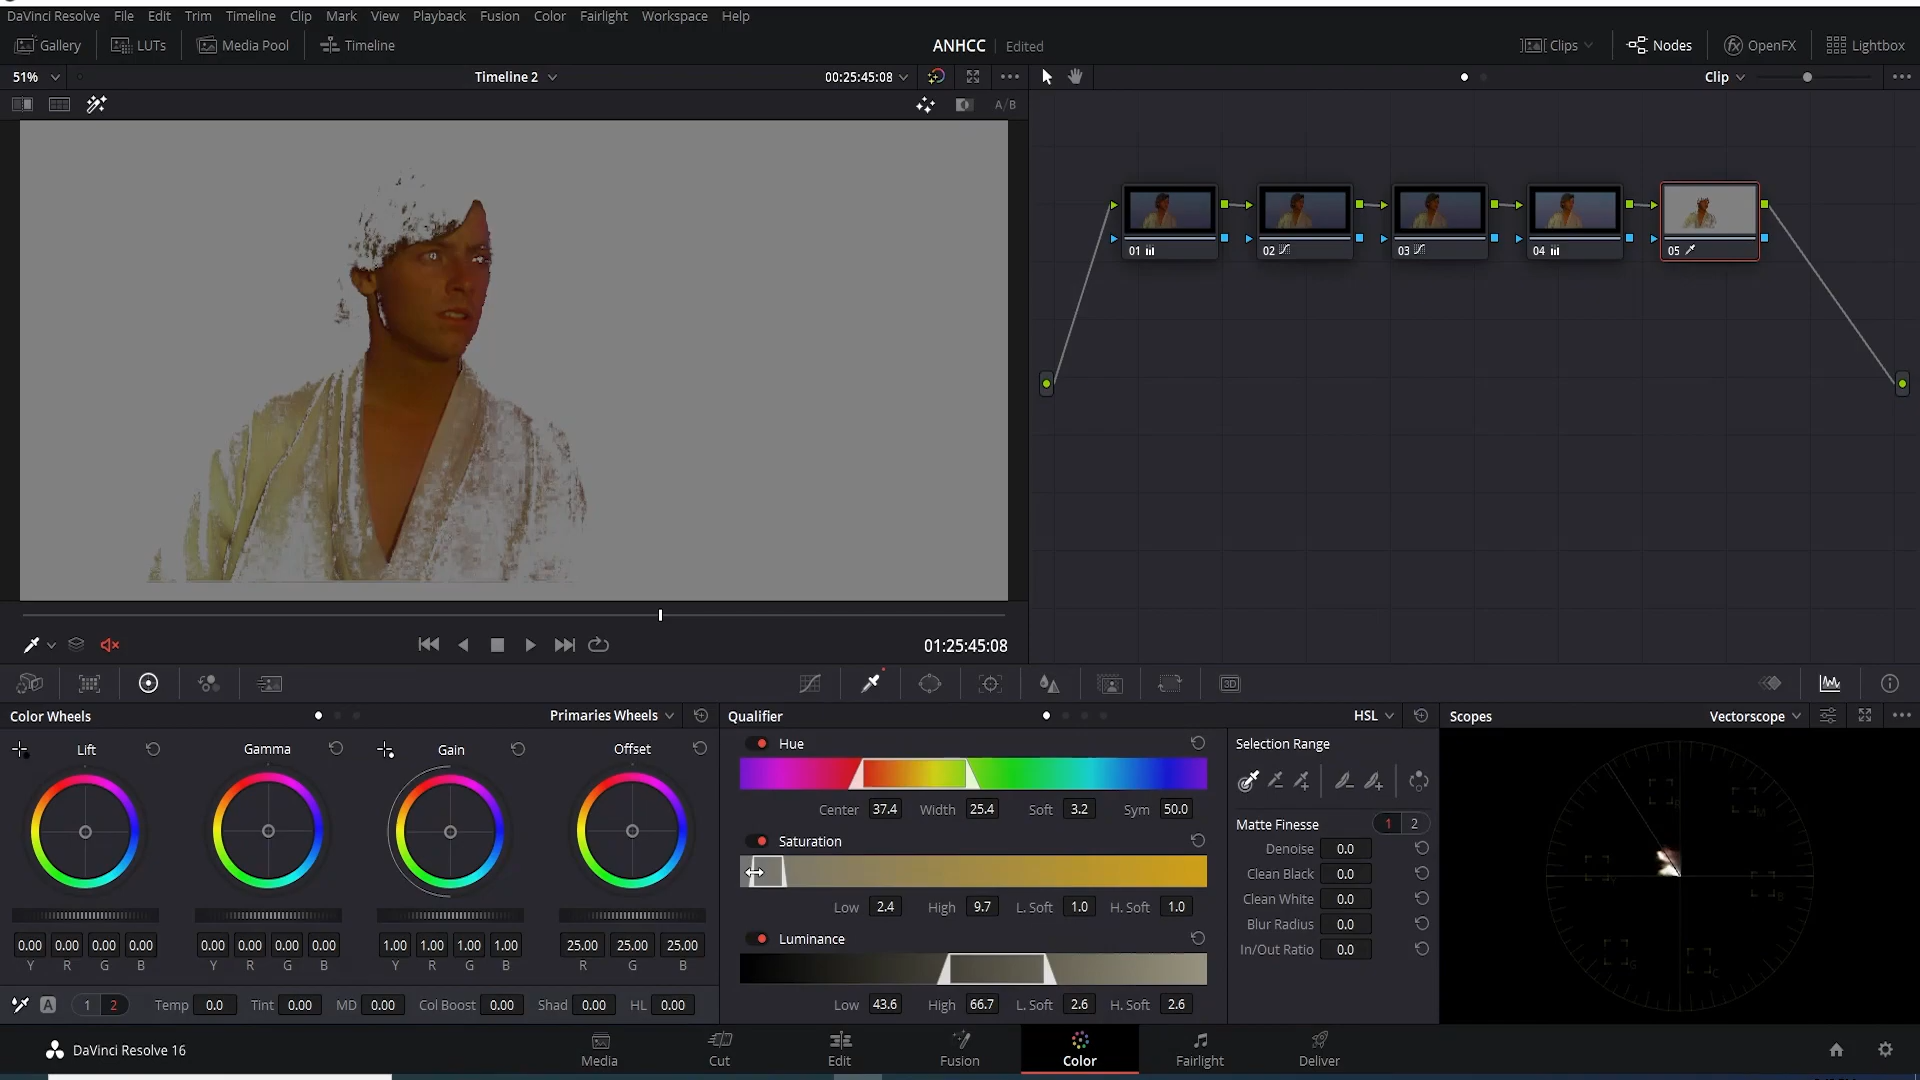 DaVinci Resolve File Edit Trim Timeline Clip Mark View Playback Fusion Color Fairlight Workspace Help
Gallery LUTs Media Pool Timeline ANHCC Edited Clips Nodes OpenFX Lightbox
51% Timeline 2 00:25:45:08 Clip
A/B
01 02 03 04 05
01:25:45:08
3D
Color Wheels Primaries Wheels Qualifier HSL Scopes Vectorscope
Lift Gamma Gain Offset
Hue Selection Range
Center 37.4 Width 25.4 Soft 3.2 Sym 50.0
Matte Finesse 1 2
Saturation
Denoise 0.0
Clean Black 0.0
Clean White 0.0
Low 2.4 High 9.7 L. Soft 1.0 H. Soft 1.0
Blur Radius 0.0
Luminance
In/Out Ratio 0.0
0.00 0.00 0.00 0.00 0.00 0.00 0.00 0.00 1.00 1.00 1.00 1.00 25.00 25.00 25.00
Y R G B Y R G B Y R G B R G B
A 1 2 Temp 0.0 Tint 0.00 MD 0.00 Col Boost 0.00 Shad 0.00 HL 0.00
Low 43.6 High 66.7 L. Soft 2.6 H. Soft 2.6
DaVinci Resolve 16 Media Cut Edit Fusion Color Fairlight Deliver